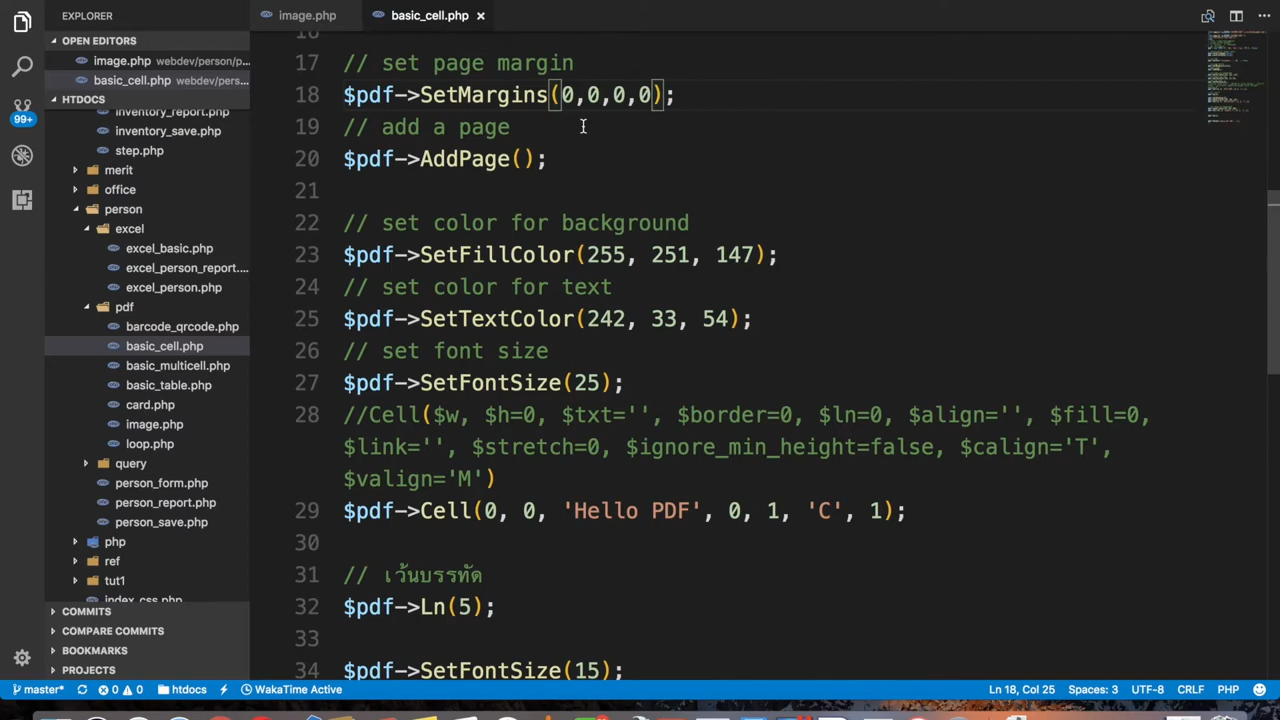 EXPLORER
image.php
basic_cell.php
OPEN EDITORS
image.php webdev/person/p...
basic_cell.php webdev/pers...
HTDOCS
inventory_report.php
inventory_save.php
step.php
merit
office
person
excel
excel_basic.php
excel_person_report....
excel_person.php
pdf
barcode_qrcode.php
basic_cell.php
basic_multicell.php
basic_table.php
card.php
image.php
loop.php
query
person_form.php
person_report.php
person_save.php
php
ref
tut1
index_css.php
COMMITS
COMPARE COMMITS
BOOKMARKS
PROJECTS
99+
16
17 // set page margin
18 $pdf->SetMargins(0,0,0,0);
19 // add a page
20 $pdf->AddPage();
21
22 // set color for background
23 $pdf->SetFillColor(255, 251, 147);
24 // set color for text
25 $pdf->SetTextColor(242, 33, 54);
26 // set font size
27 $pdf->SetFontSize(25);
28 //Cell($w, $h=0, $txt='', $border=0, $ln=0, $align='', $fill=0,
$link='', $stretch=0, $ignore_min_height=false, $calign='T',
$valign='M')
29 $pdf->Cell(0, 0, 'Hello PDF', 0, 1, 'C', 1);
30
31 // เว้นบรรทัด
32 $pdf->Ln(5);
33
34 $pdf->SetFontSize(15);
master* 0 0 htdocs WakaTime Active Ln 18, Col 25 Spaces: 3 UTF-8 CRLF PHP